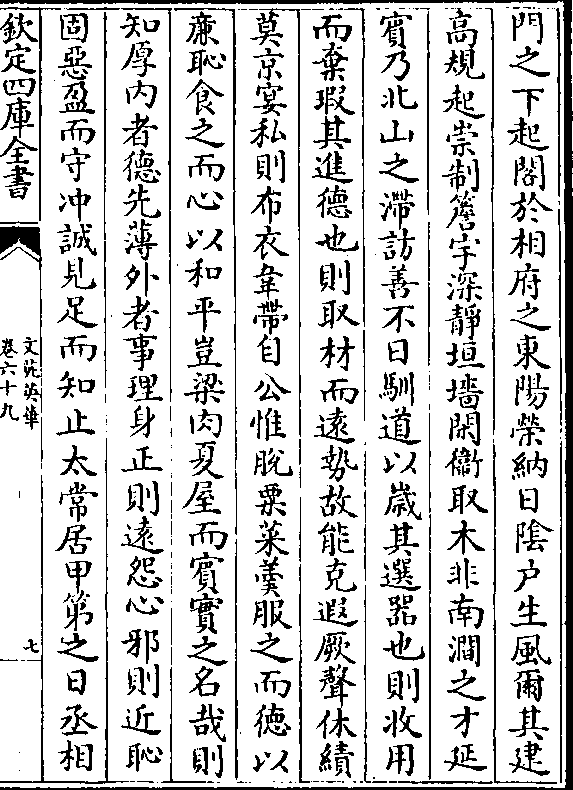 門之下起閣於相府之東陽榮納日陰户生風爾其建
髙規起崇制簷宇深靜垣墻閑衞取木非南澗之才延
賓乃北山之滯訪善不日馴道以歳其選器也則收用
而棄瑕其進德也則取材而逺勢故能克遐厥聲休績
莫京宴私則布衣韋帶自公惟脫粟菜羹服之而徳以
亷恥食之而心以和平豈梁肉夏屋而賓實之名哉則
知厚内者德先薄外者事理身正則逺怨心邪則近恥
固惡盈而守冲誠見足而知止太常居甲第之日丞相
欽定四庫全書
文苑英華
卷六十九
七